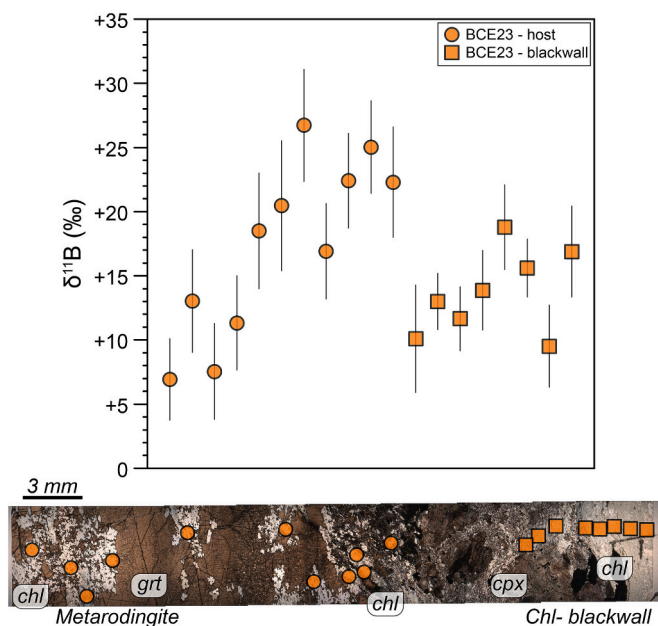 +35
BCE23 - host
BCE23 - blackwall
+30
+25
+20
+15
+10
+5
0
δ¹¹B (‰)
3 mm
chl
grt
chl
cpx
chl
Metarodingite
Chl- blackwall